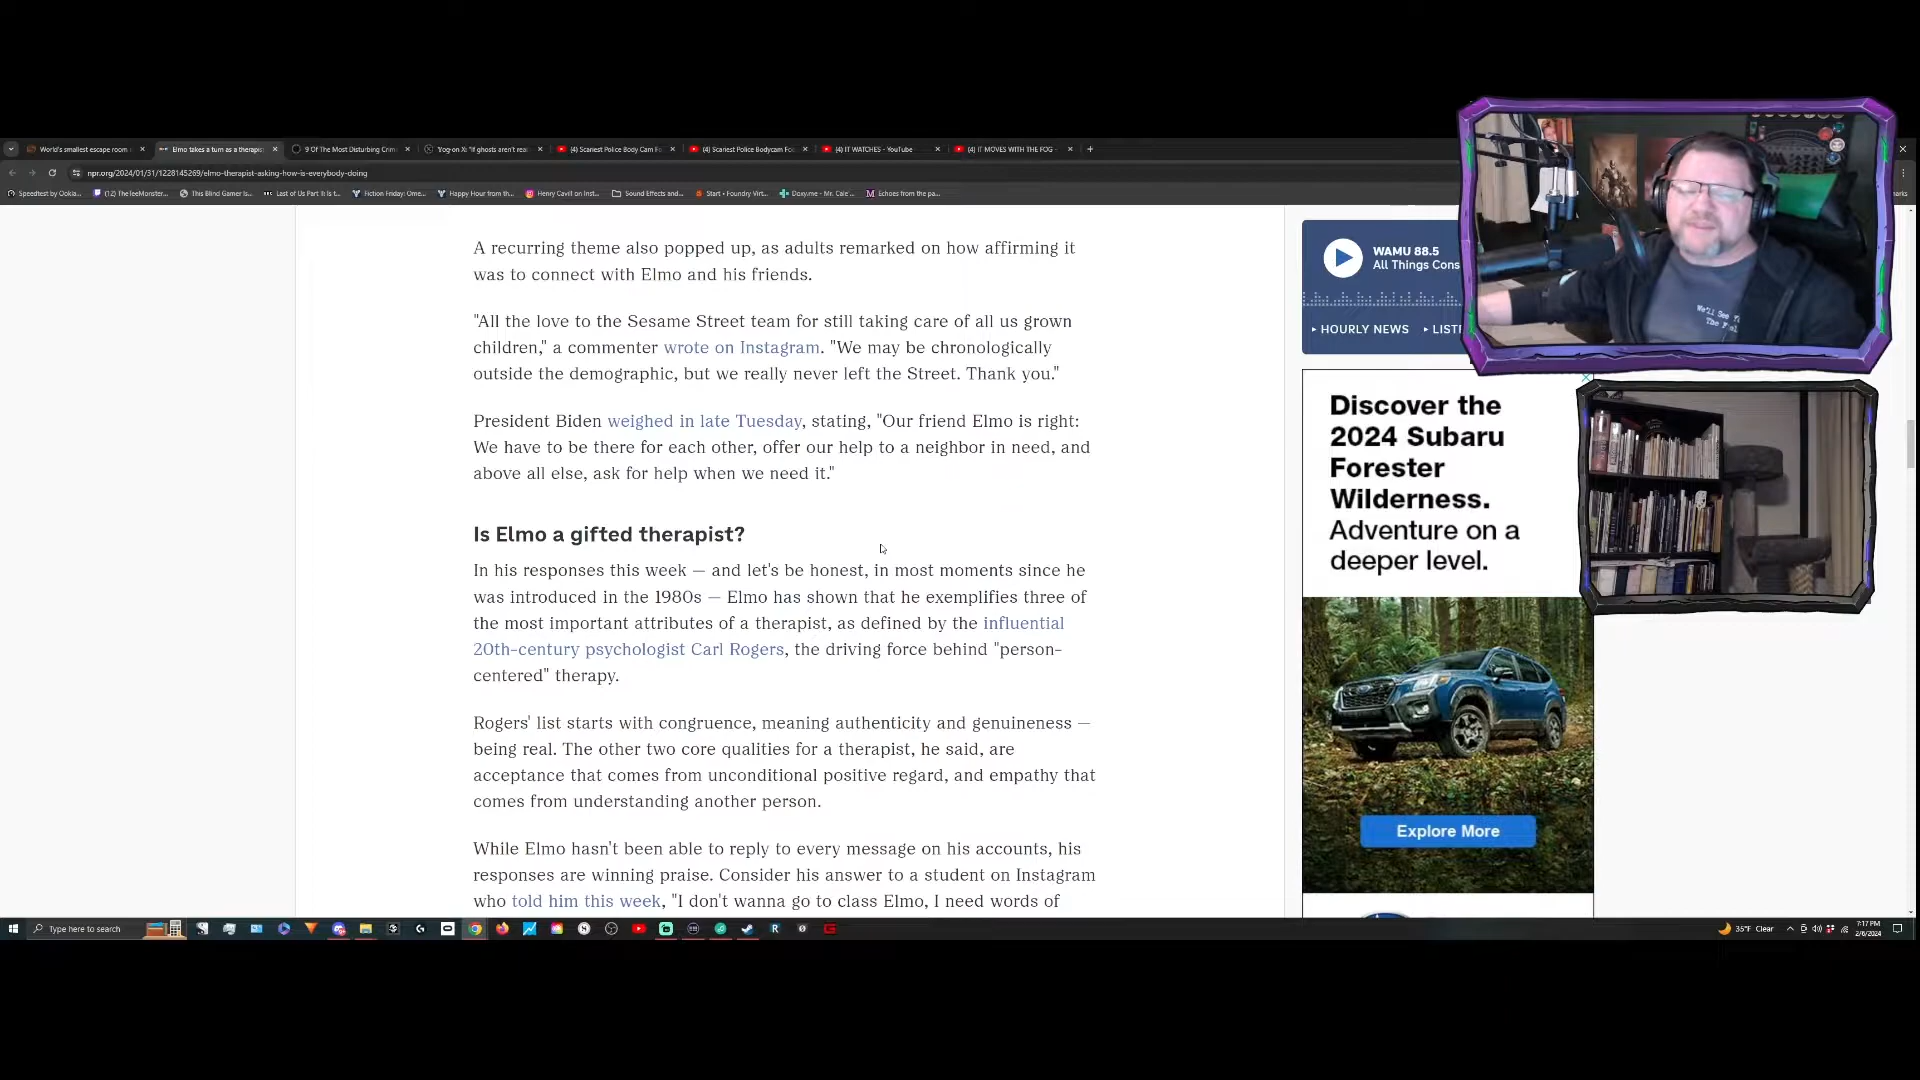 World's smallest escape room
Elmo takes a turn as a therapist
9 Of The Most Disturbing Crim
Yog on X: "If ghosts aren't real
(4) Scariest Police Body Cam Fo
(4) Scariest Police Bodycam Fo
(4) IT WATCHES - YouTube
(4) IT MOVES WITH THE FOG -
npr.org/2024/01/31/1228145269/elmo-therapist-asking-how-is-everybody-doing
Speedtest by Ookla...
(12) TheIeeMonster...
This Blind Gamer Is...
Last of Us Part II: Is t...
Fiction Friday: Ome...
Happy Hour from th...
Henry Cavill on Inst...
Sound Effects and...
Start • Foundry Virt...
Doxy.me - Mr. Cale'...
Echoes from the pa...
A recurring theme also popped up, as adults remarked on how affirming it
was to connect with Elmo and his friends.
"All the love to the Sesame Street team for still taking care of all us grown
children," a commenter wrote on Instagram. "We may be chronologically
outside the demographic, but we really never left the Street. Thank you."
President Biden weighed in late Tuesday, stating, "Our friend Elmo is right:
We have to be there for each other, offer our help to a neighbor in need, and
above all else, ask for help when we need it."
Is Elmo a gifted therapist?
In his responses this week — and let's be honest, in most moments since he
was introduced in the 1980s — Elmo has shown that he exemplifies three of
the most important attributes of a therapist, as defined by the influential
20th-century psychologist Carl Rogers, the driving force behind "person-
centered" therapy.
Rogers' list starts with congruence, meaning authenticity and genuineness —
being real. The other two core qualities for a therapist, he said, are
acceptance that comes from unconditional positive regard, and empathy that
comes from understanding another person.
While Elmo hasn't been able to reply to every message on his accounts, his
responses are winning praise. Consider his answer to a student on Instagram
who told him this week, "I don't wanna go to class Elmo, I need words of
WAMU 88.5
All Things Cons
HOURLY NEWS
LIST
We'll See Yo
Discover the
2024 Subaru
Forester
Wilderness.
Adventure on a
deeper level.
Explore More
Type here to search
35°F Clear
7:17 PM
2/6/2024